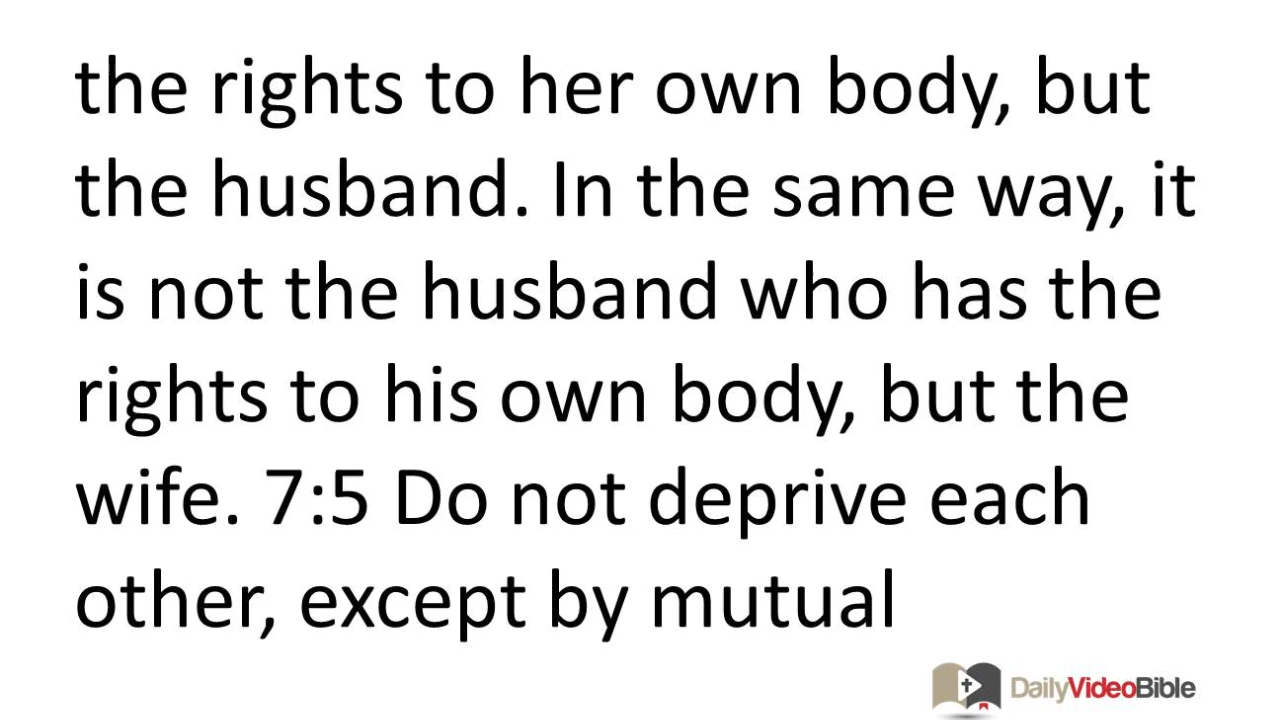 the rights to her own body, but
the husband. In the same way, it
is not the husband who has the
rights to his own body, but the
wife. 7:5 Do not deprive each
other, except by mutual
DailyVideoBible